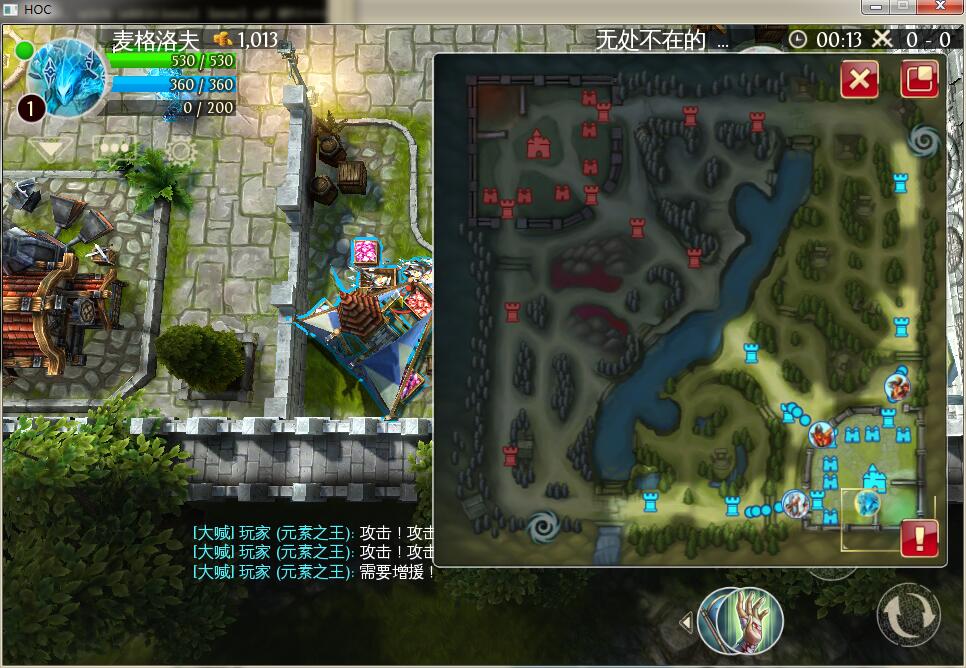 HOC
麦格洛夫 1,013
无处不在的 ... 00:13 0 - 0
530 / 530
360 / 360
0 / 200
1
[大喊] 玩家 (元素之王): 攻击！攻击
[大喊] 玩家 (元素之王): 攻击！攻击
[大喊] 玩家 (元素之王): 需要增援！